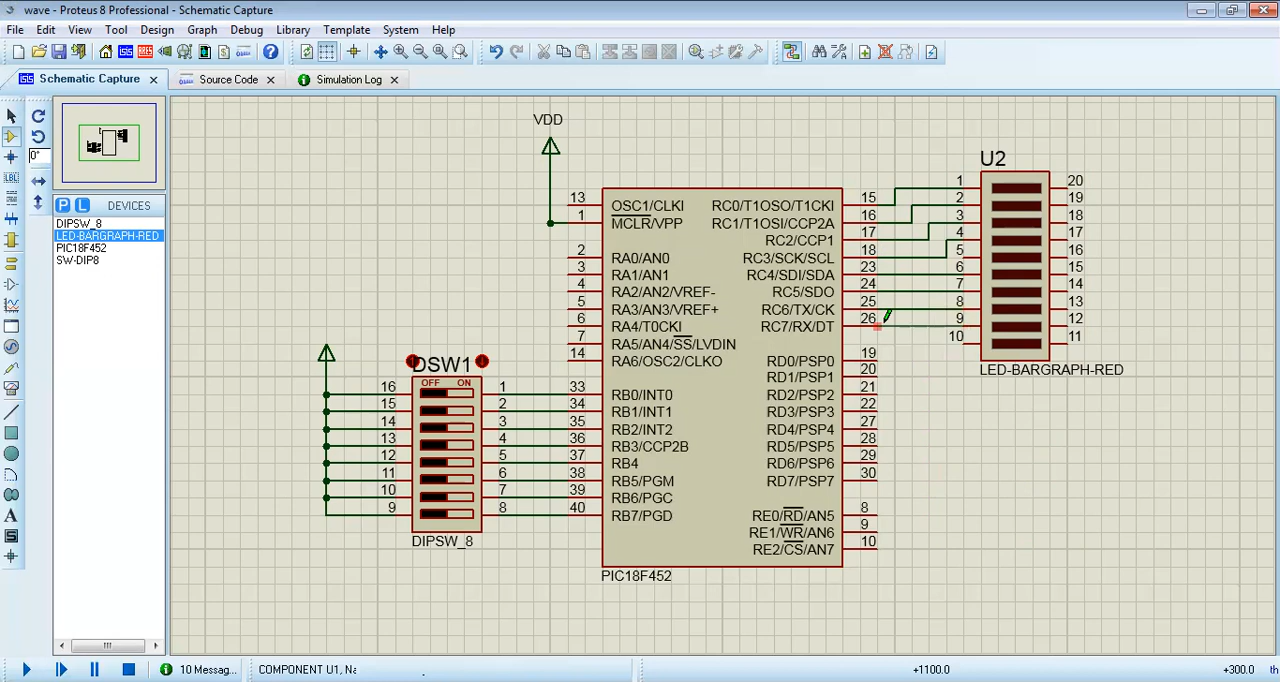 wave - Proteus 8 Professional - Schematic Capture
File Edit View Tool Design Graph Debug Library Template System Help
Schematic Capture Source Code Simulation Log
0°
P L DEVICES
DIPSW_8
LED-BARGRAPH-RED
PIC18F452
SW-DIP8
VDD
13 OSC1/CLKI
1 MCLR/VPP
2 RA0/AN0
3 RA1/AN1
4 RA2/AN2/VREF-
5 RA3/AN3/VREF+
6 RA4/T0CKI
7 RA5/AN4/SS/LVDIN
14 RA6/OSC2/CLKO
33 RB0/INT0
34 RB1/INT1
35 RB2/INT2
36 RB3/CCP2B
37 RB4
38 RB5/PGM
39 RB6/PGC
40 RB7/PGD
RC0/T1OSO/T1CKI 15
RC1/T1OSI/CCP2A 16
RC2/CCP1 17
RC3/SCK/SCL 18
RC4/SDI/SDA 23
RC5/SDO 24
RC6/TX/CK 25
RC7/RX/DT 26
RD0/PSP0 19
RD1/PSP1 20
RD2/PSP2 21
RD3/PSP3 22
RD4/PSP4 27
RD5/PSP5 28
RD6/PSP6 29
RD7/PSP7 30
RE0/RD/AN5 8
RE1/WR/AN6 9
RE2/CS/AN7 10
PIC18F452
DSW1
OFF ON
16 1
15 2
14 3
13 4
12 5
11 6
10 7
9 8
DIPSW_8
U2
1 20
2 19
3 18
4 17
5 16
6 15
7 14
8 13
9 12
10 11
LED-BARGRAPH-RED
10 Messag... COMPONENT U1, +1100.0 +300.0 th